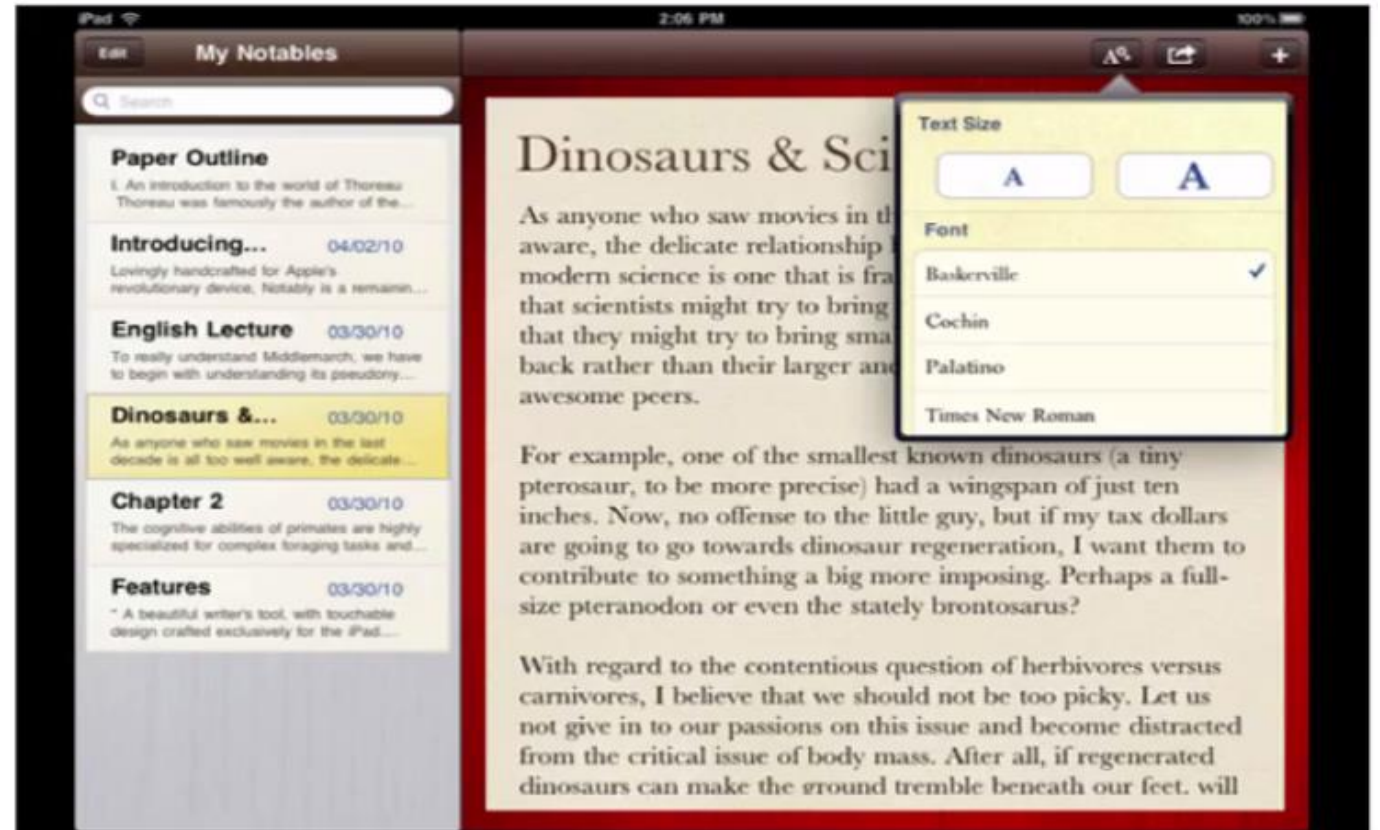 iPad
2:06 PM
100%
Edit
My Notables
Search
Paper Outline
I. An introduction to the world of Thoreau
Thoreau was famously the author of the...
Introducing... 04/02/10
Lovingly handcrafted for Apple's
revolutionary device, Notably is a remainin...
English Lecture 03/30/10
To really understand Middlemarch, we have
to begin with understanding its pseudony...
Dinosaurs &... 03/30/10
As anyone who saw movies in the last
decade is all too well aware, the delicate...
Chapter 2 03/30/10
The cognitive abilities of primates are highly
specialized for complex foraging tasks and...
Features 03/30/10
* A beautiful writer's tool, with touchable
design crafted exclusively for the iPad....
A
+
Dinosaurs & Sci
As anyone who saw movies in th
aware, the delicate relationship
modern science is one that is fra
that scientists might try to bring
that they might try to bring sma
back rather than their larger and
awesome peers.
For example, one of the smallest known dinosaurs (a tiny
pterosaur, to be more precise) had a wingspan of just ten
inches. Now, no offense to the little guy, but if my tax dollars
are going to go towards dinosaur regeneration, I want them to
contribute to something a big more imposing. Perhaps a full-
size pteranodon or even the stately brontosarus?
With regard to the contentious question of herbivores versus
carnivores, I believe that we should not be too picky. Let us
not give in to our passions on this issue and become distracted
from the critical issue of body mass. After all, if regenerated
dinosaurs can make the ground tremble beneath our feet, will
Text Size
A A
Font
Baskerville
Cochin
Palatino
Times New Roman